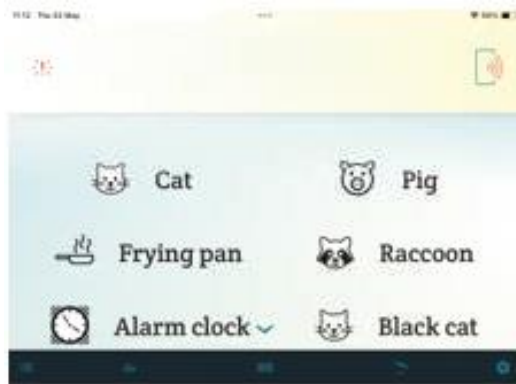 Cat
Pig
Frying pan
Raccoon
Alarm clock
Black cat